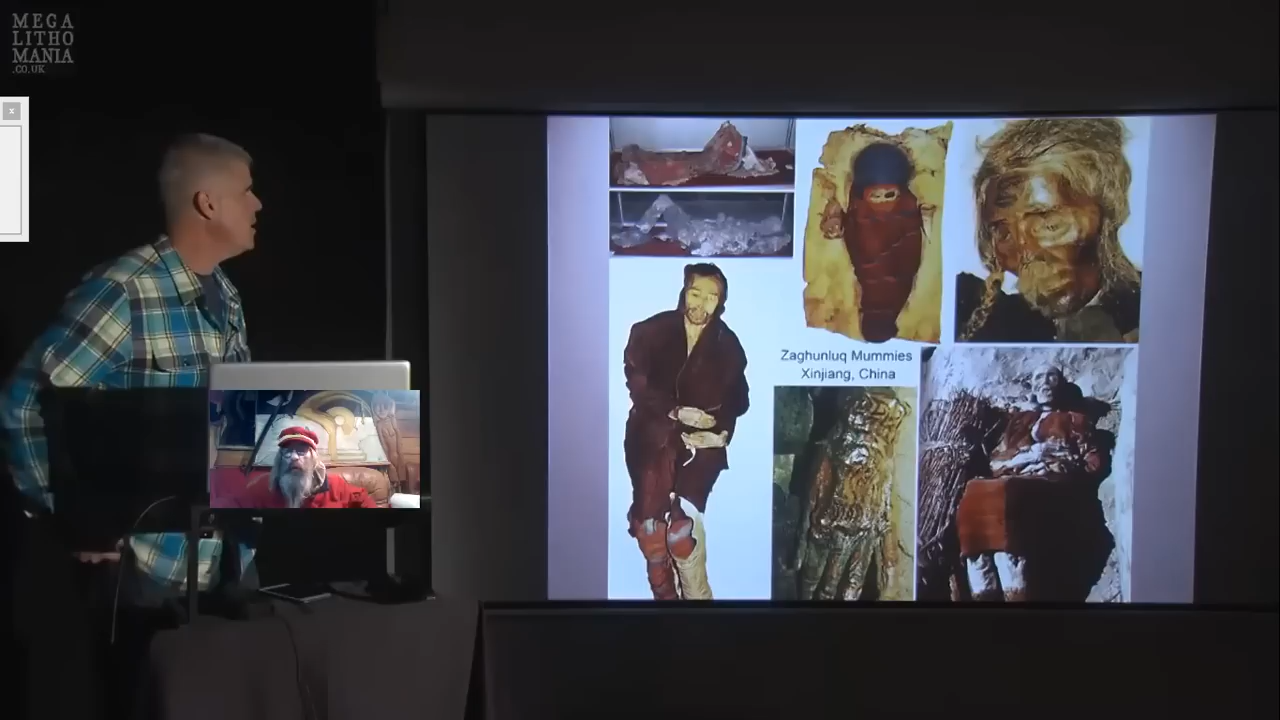 MEGA
LITHO
MANIA
.CO.UK
x
Zaghunluq Mummies
Xinjiang, China